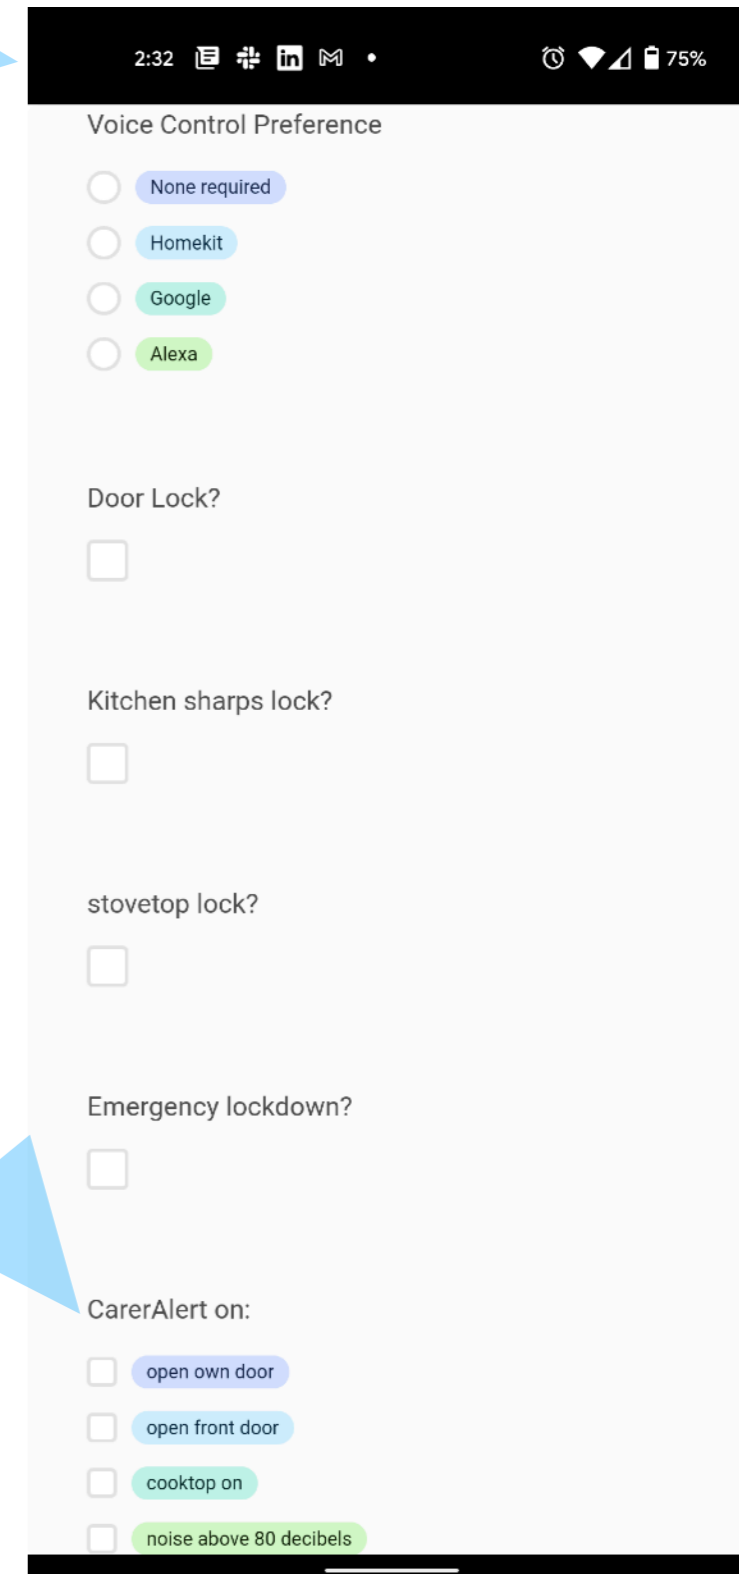 2:32 in 75%
Voice Control Preference
None required
Homekit
Google
Alexa
Door Lock?
Kitchen sharps lock?
stovetop lock?
Emergency lockdown?
CarerAlert on:
open own door
open front door
cooktop on
noise above 80 decibels